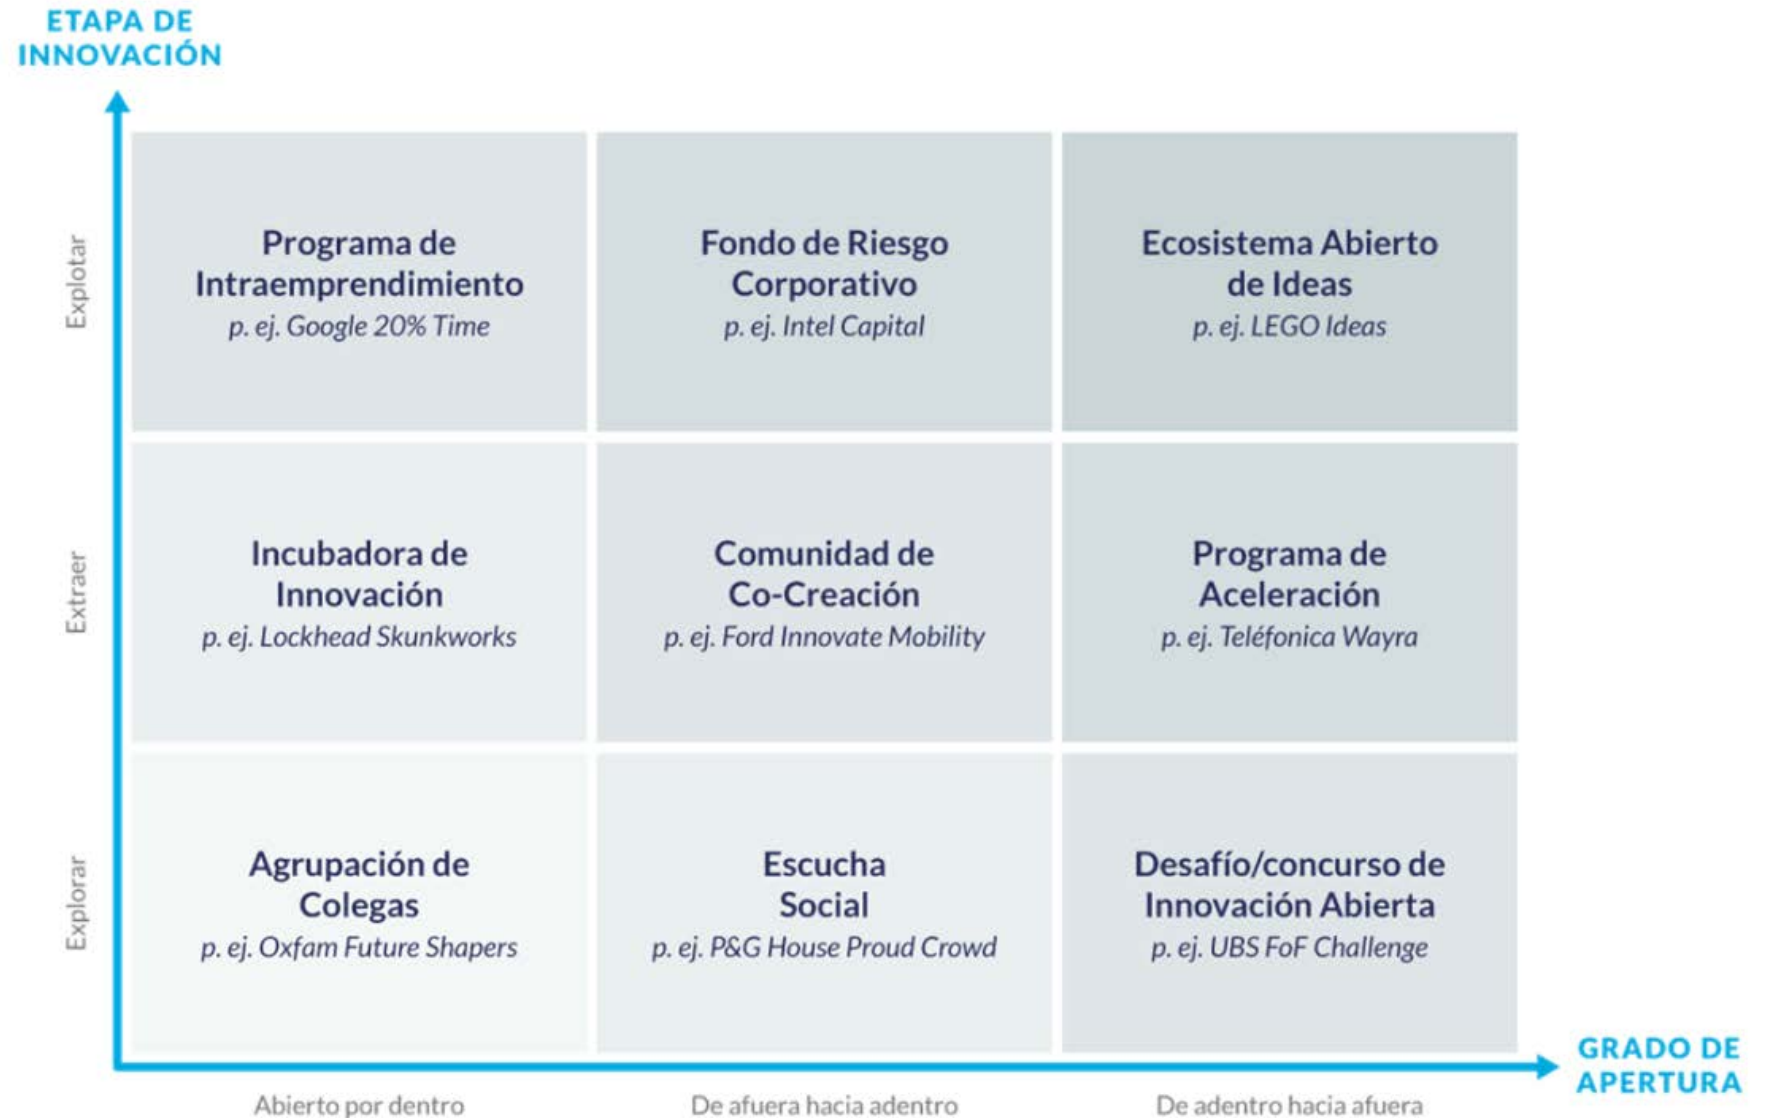 ETAPA DE
INNOVACIÓN
Explotar
Programa de
Intraemprendimiento
p. ej. Google 20% Time
Fondo de Riesgo
Corporativo
p. ej. Intel Capital
Ecosistema Abierto
de Ideas
p. ej. LEGO Ideas
Extraer
Incubadora de
Innovación
p. ej. Lockhead Skunkworks
Comunidad de
Co-Creación
p. ej. Ford Innovate Mobility
Programa de
Aceleración
p. ej. Teléfonica Wayra
Explorar
Agrupación de
Colegas
p. ej. Oxfam Future Shapers
Escucha
Social
p. ej. P&G House Proud Crowd
Desafío/concurso de
Innovación Abierta
p. ej. UBS FoF Challenge
GRADO DE
APERTURA
Abierto por dentro
De afuera hacia adentro
De adentro hacia afuera